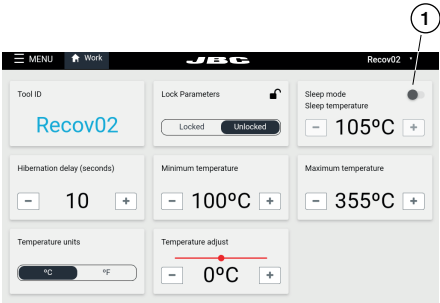 1
MENU Work JBC Recov02
Tool ID
Recov02
Lock Parameters
Locked Unlocked
Sleep mode
Sleep temperature
- 105ºC +
Hibernation delay (seconds)
- 10 +
Minimum temperature
- 100ºC +
Maximum temperature
- 355ºC +
Temperature units
ºC ºF
Temperature adjust
- 0ºC +